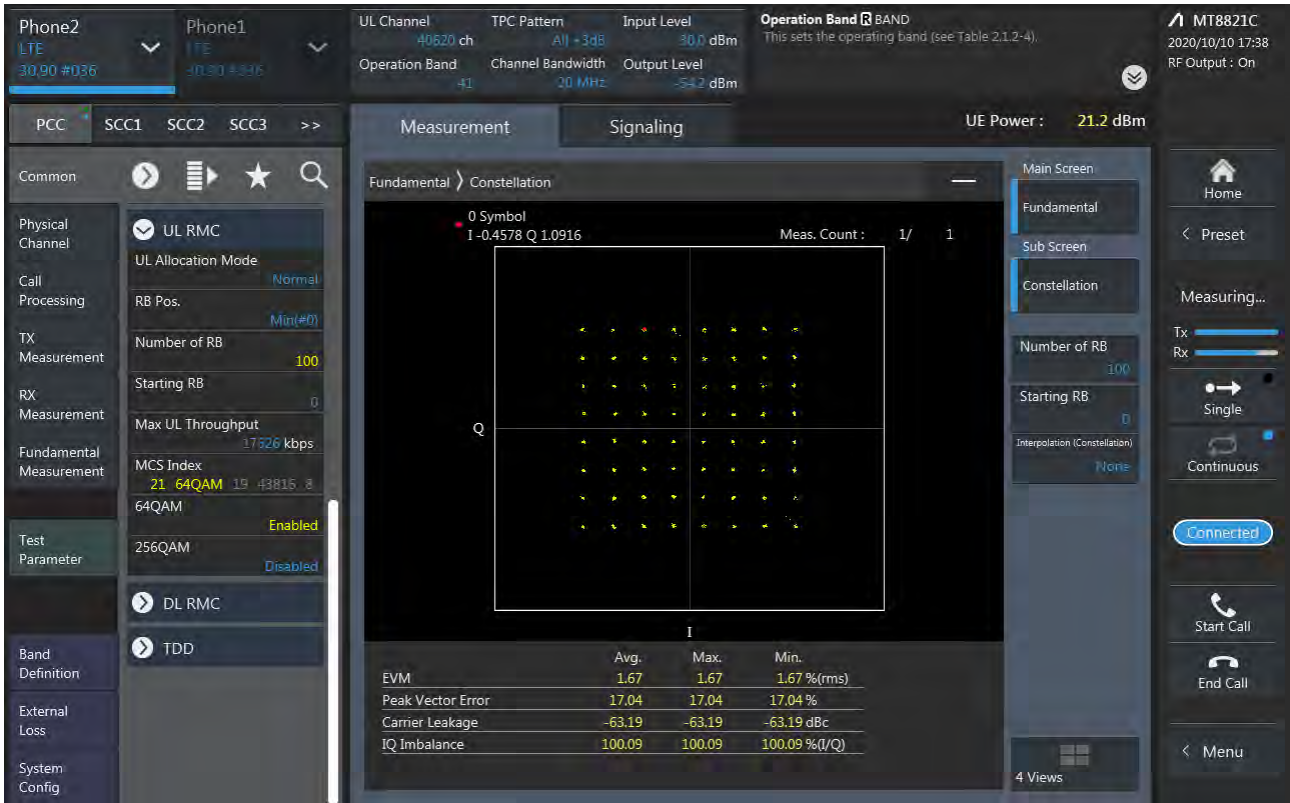 Phone2
LTE
30.90 #036
Phone1
LTE
30.90 #036
UL Channel
40620 ch
TPC Pattern
All +3dB
Input Level
30.0 dBm
Operation Band
41
Channel Bandwidth
20 MHz
Output Level
-54.2 dBm
Operation Band R BAND
This sets the operating band (see Table 2.1.2-4).
MT8821C
2020/10/10 17:38
RF Output : On
PCC
SCC1
SCC2
SCC3
>>
Measurement
Signaling
UE Power : 21.2 dBm
Common
Physical
Channel
Call
Processing
TX
Measurement
RX
Measurement
Fundamental
Measurement
Test
Parameter
Band
Definition
External
Loss
System
Config
UL RMC
UL Allocation Mode
Normal
RB Pos.
Min(#0)
Number of RB
100
Starting RB
0
Max UL Throughput
17626 kbps
MCS Index
21 64QAM 19 43816 8
64QAM
Enabled
256QAM
Disabled
DL RMC
TDD
Fundamental 〉 Constellation
0 Symbol
I -0.4578 Q 1.0916
Meas. Count : 1/ 1
Q
I
Avg. Max. Min.
EVM 1.67 1.67 1.67 %(rms)
Peak Vector Error 17.04 17.04 17.04 %
Carrier Leakage -63.19 -63.19 -63.19 dBc
IQ Imbalance 100.09 100.09 100.09 %(I/Q)
Main Screen
Fundamental
Sub Screen
Constellation
Number of RB
100
Starting RB
0
Interpolation (Constellation)
None
4 Views
Home
< Preset
Measuring...
Tx
Rx
Single
Continuous
Connected
Start Call
End Call
< Menu